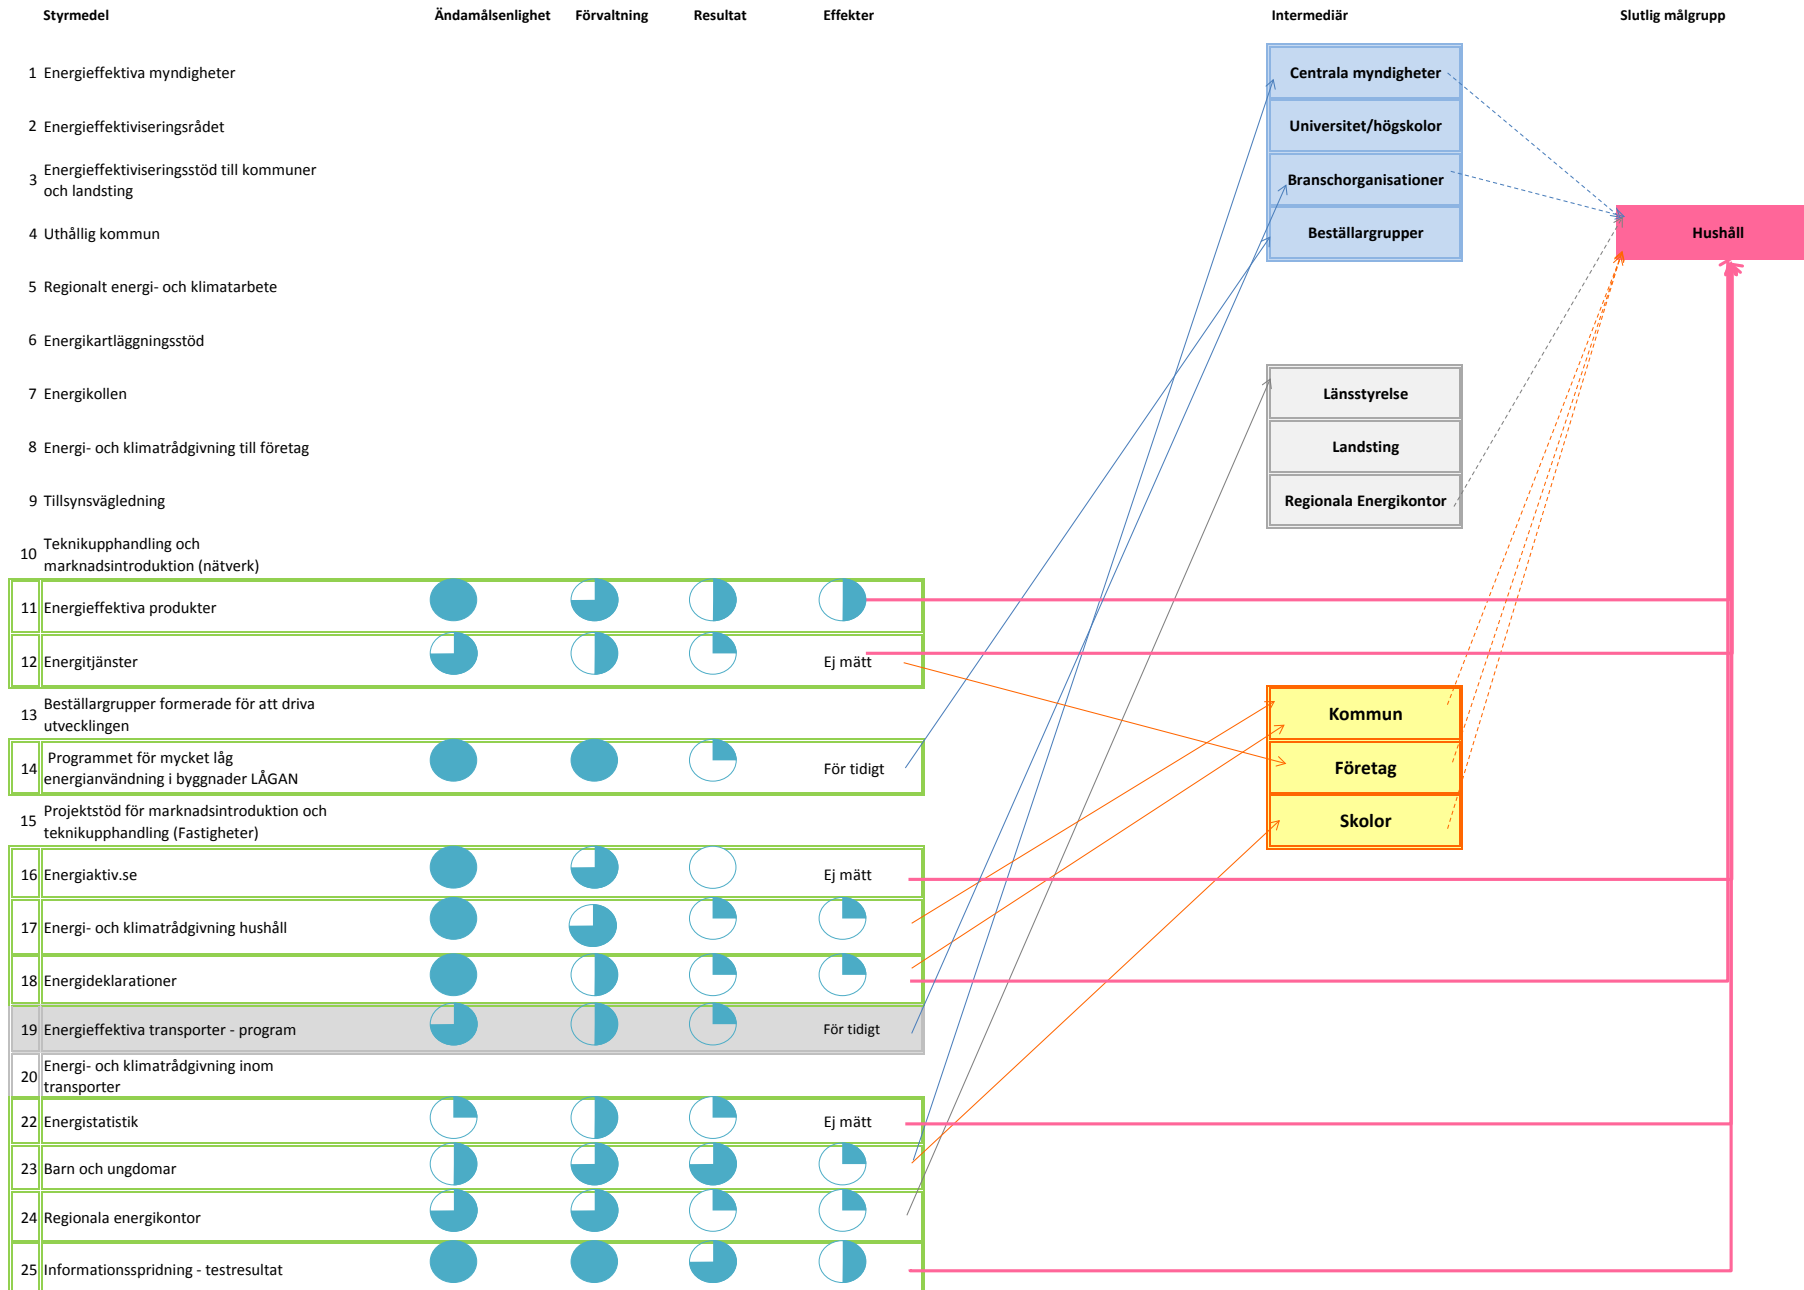 Styrmedel Ändamålsenlighet Förvaltning Resultat Effekter Intermediär Slutlig målgrupp
1 Energieffektiva myndigheter
Centrala myndigheter
2 Energieffektiviseringsrådet
Universitet/högskolor
3 Energieffektiviseringsstöd till kommuner
och landsting
Branschorganisationer
4 Uthållig kommun
Beställargrupper
Hushåll
5 Regionalt energi- och klimatarbete
6 Energikartläggningsstöd
7 Energikollen
Länsstyrelse
8 Energi- och klimatrådgivning till företag
Landsting
9 Tillsynsvägledning
Regionala Energikontor
10 Teknikupphandling och
marknadsintroduktion (nätverk)
11 Energieffektiva produkter
12 Energitjänster Ej mätt
13 Beställargrupper formerade för att driva
utvecklingen
Kommun
14 Programmet för mycket låg
energianvändning i byggnader LÅGAN För tidigt
Företag
15 Projektstöd för marknadsintroduktion och
teknikupphandling (Fastigheter)
Skolor
16 Energiaktiv.se Ej mätt
17 Energi- och klimatrådgivning hushåll
18 Energideklarationer
19 Energieffektiva transporter - program För tidigt
20 Energi- och klimatrådgivning inom
transporter
22 Energistatistik Ej mätt
23 Barn och ungdomar
24 Regionala energikontor
25 Informationsspridning - testresultat